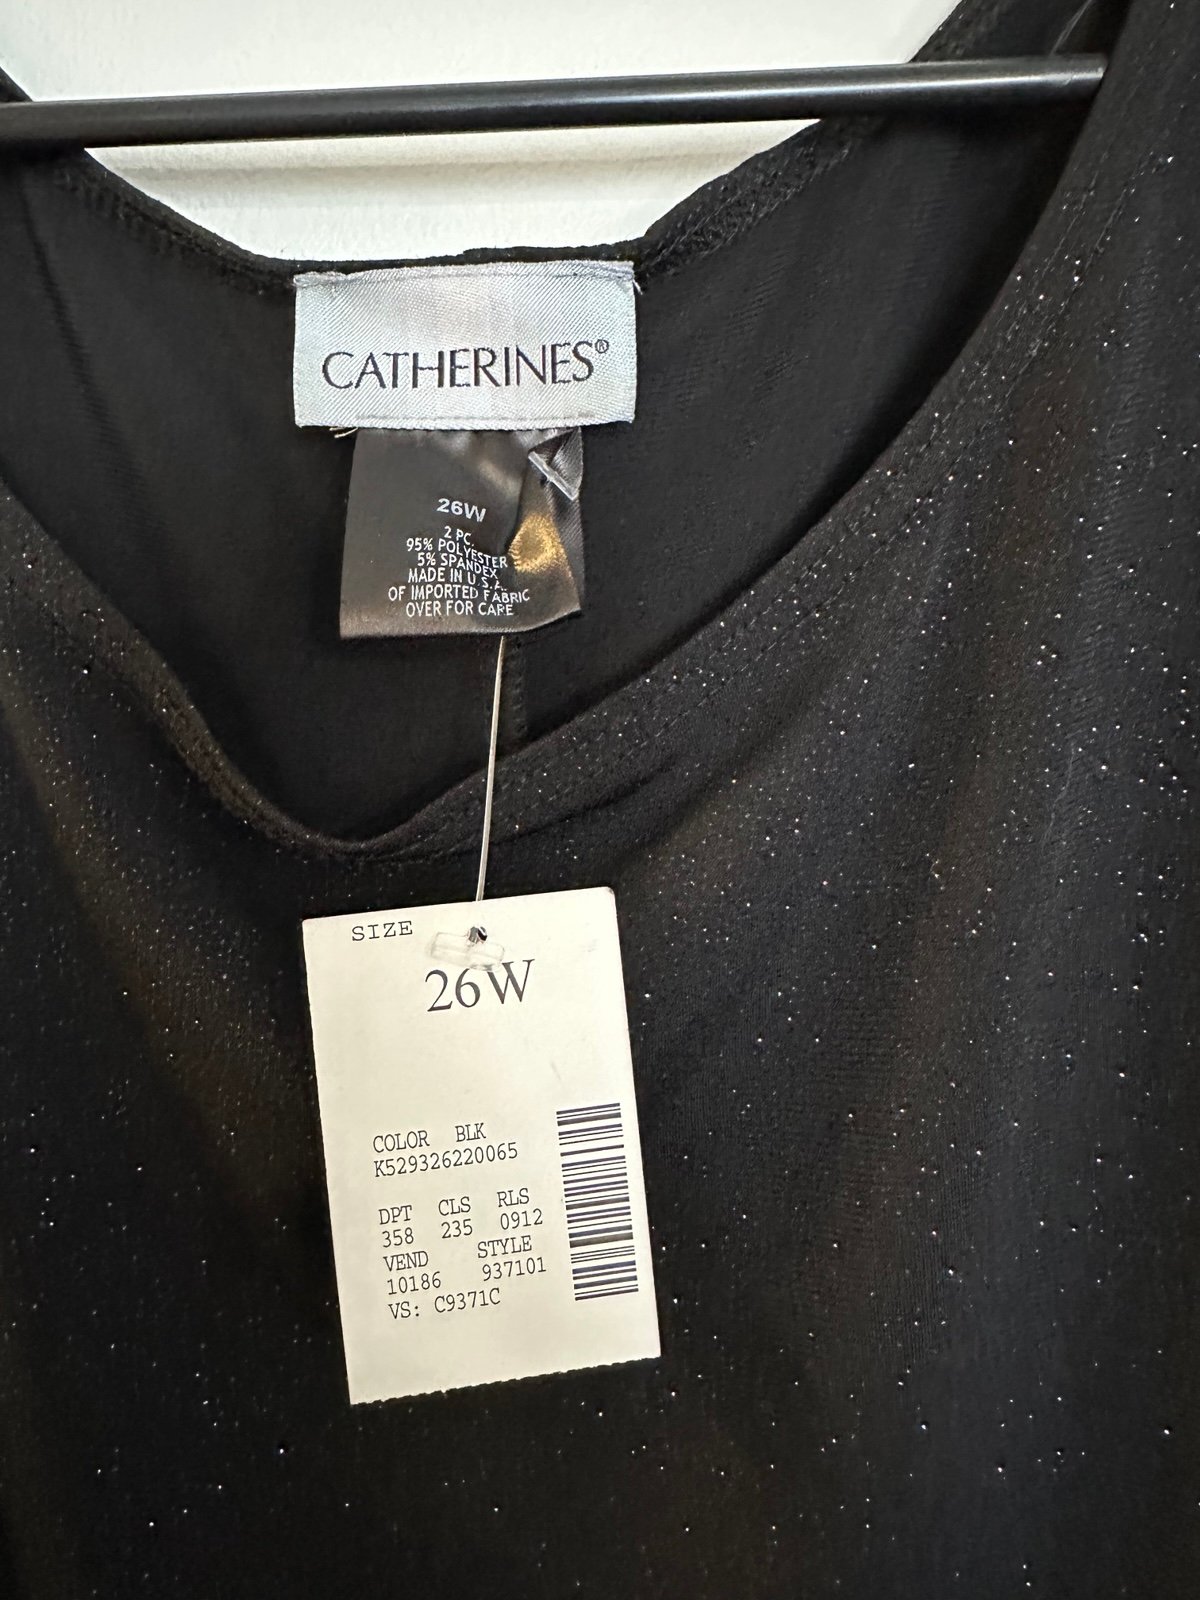 CATHERINES®
26W
2 PC.
95% POLYESTER
5% SPANDEX
MADE IN U.S.A.
OF IMPORTED FABRIC
OVER FOR CARE
SIZE
26W
COLOR BLK
K529326220065
DPT CLS RLS
358 235 0912
VEND STYLE
10186 937101
VS: C9371C